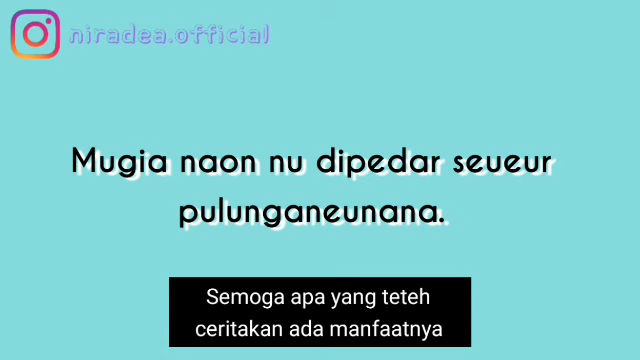 niradea.official
Mugia naon nu dipedar seueur
pulunganeunana.
Semoga apa yang teteh
ceritakan ada manfaatnya